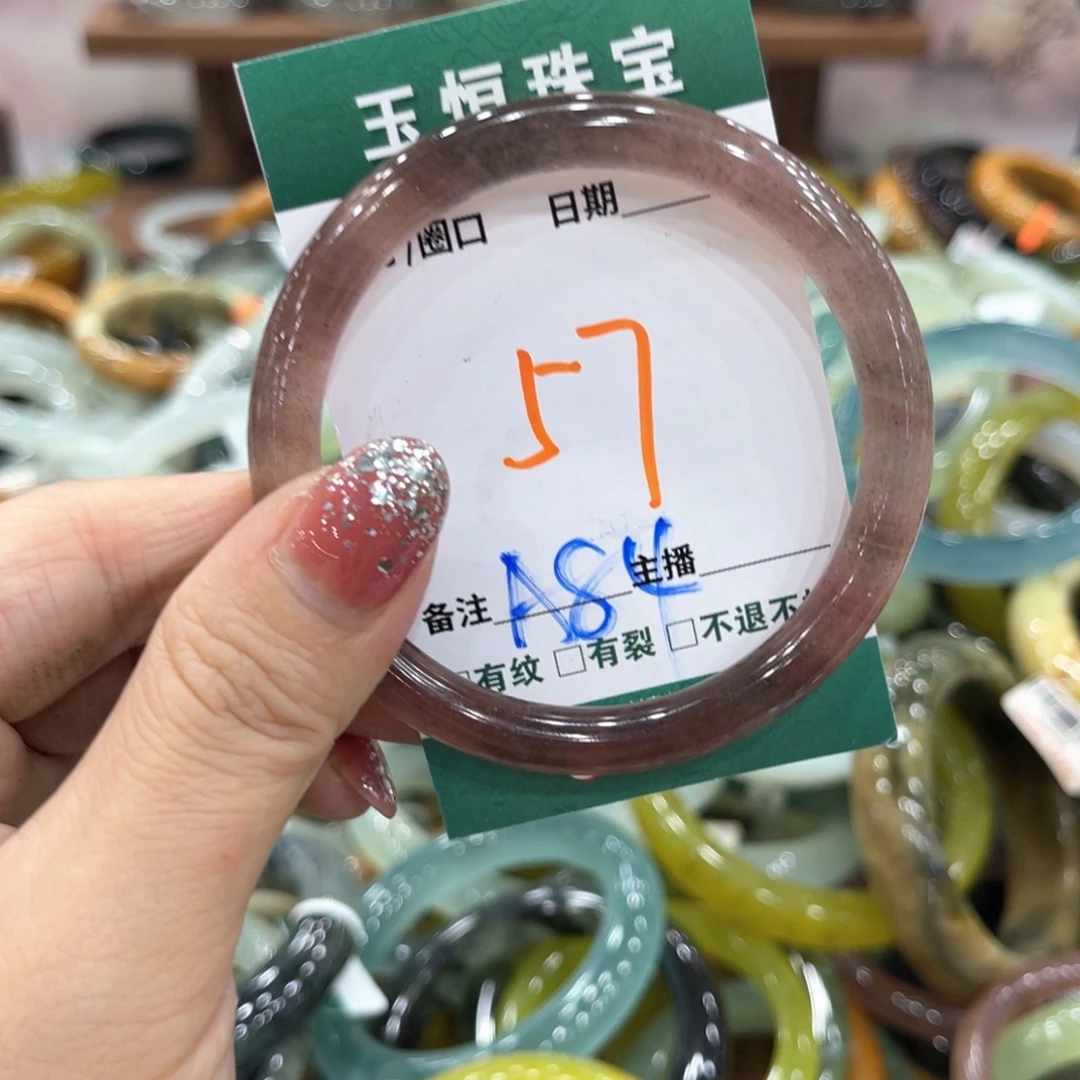 玉恒珠宝
/圈口 日期
57
A84
备注 主播
有纹 □有裂 □不退不